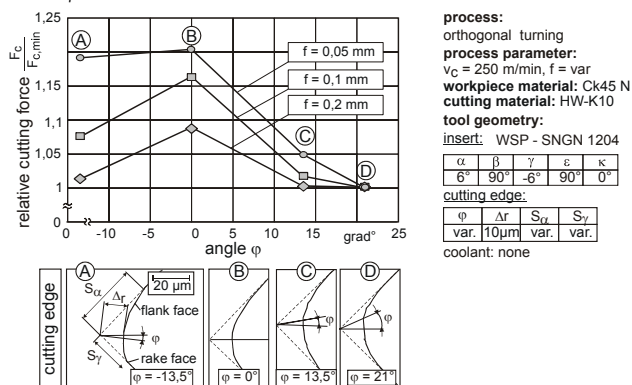 1,25
1,15
1,1
1,05
1
relative cutting force Fc/Fc,min
A
B
C
D
f = 0,05 mm
f = 0,1 mm
f = 0,2 mm
0 -10 -5 0 5 10 15 grad° 25
angle φ
process:
orthogonal turning
process parameter:
vC = 250 m/min, f = var
workpiece material: Ck45 N
cutting material: HW-K10
tool geometry:
insert: WSP - SNGN 1204
α β γ ε κ
6° 90° -6° 90° 0°
cutting edge:
φ Δr Sα Sγ
var. 10µm var. var.
coolant: none
cutting edge
A
Sα
Δr
20 µm
flank face
φ
Sγ
rake face
φ = -13,5°
B
φ = 0°
C
φ
φ = 13,5°
D
φ
φ = 21°